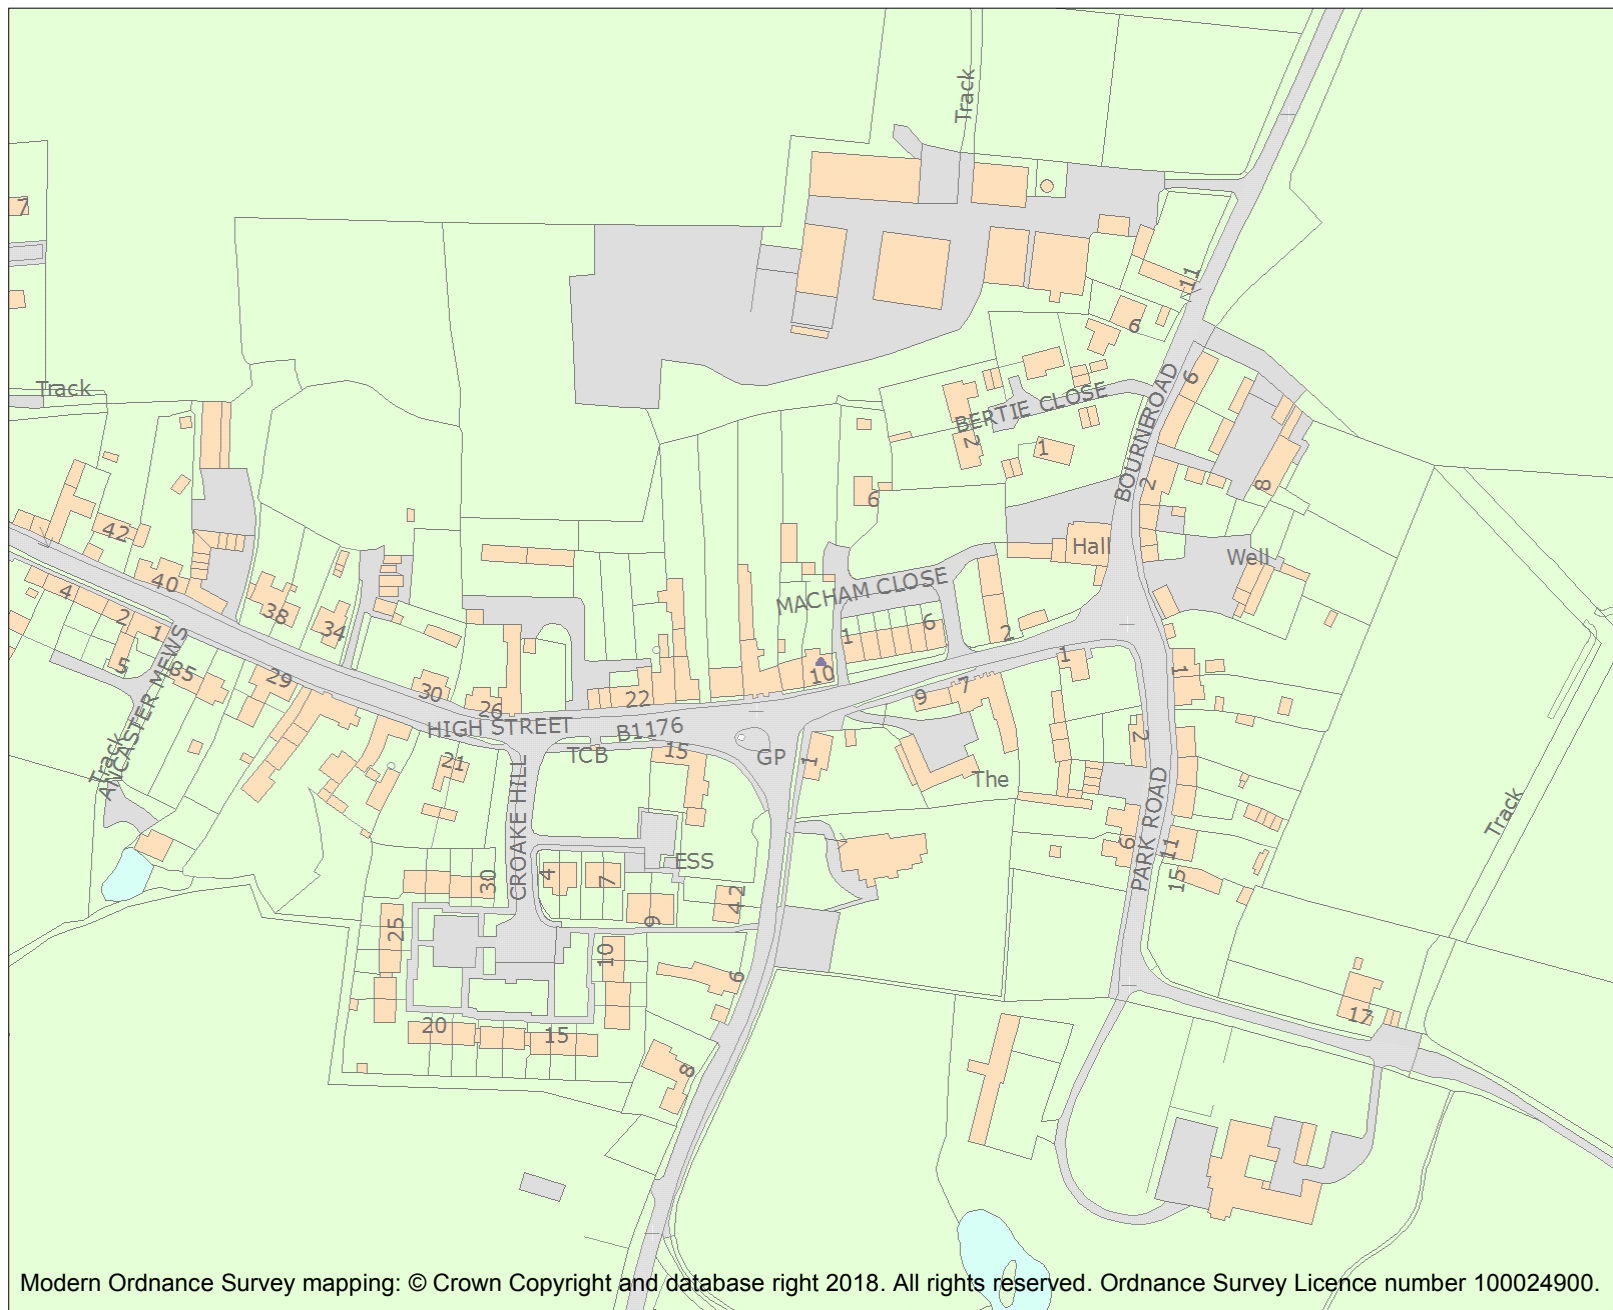 Track
7
11
6
Track
BERTIE CLOSE
BOURNE ROAD
6
2
1
2
8
6
42
Hall
Well
40
MACHAM CLOSE
4
2
1
38
34
1
6
2
5
35
29
30
26
22
10
9
7
1
1
ANCASTER MEWS
Track
HIGH STREET
B1176
TCB
15
GP
1
2
21
The
CROAKE HILL
PARK ROAD
Track
6
11
15
ESS
4
7
30
42
9
25
10
6
20
15
17
8
Modern Ordnance Survey mapping: © Crown Copyright and database right 2018. All rights reserved. Ordnance Survey Licence number 100024900.